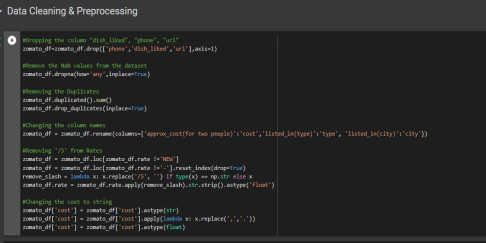 Data Cleaning & Preprocessing
#Dropping the column "dish_liked", "phone", "url"
zomato_df=zomato_df.drop(['phone','dish_liked','url'],axis=1)
#Remove the NaN values from the dataset
zomato_df.dropna(how='any',inplace=True)
#Removing the Duplicates
zomato_df.duplicated().sum()
zomato_df.drop_duplicates(inplace=True)
#Changing the column names
zomato_df = zomato_df.rename(columns={'approx_cost(for two people)':'cost','listed_in(type)':'type', 'listed_in(city)':'city'})
#Removing "/5" from Rates
zomato_df = zomato_df.loc[zomato_df.rate !='NEW']
zomato_df = zomato_df.loc[zomato_df.rate !='-'].reset_index(drop=True)
remove_slash = lambda x: x.replace('/5', '') if type(x) == np.str else x
zomato_df.rate = zomato_df.rate.apply(remove_slash).str.strip().astype('float')
#Changing the cost to string
zomato_df['cost'] = zomato_df['cost'].astype(str)
zomato_df['cost'] = zomato_df['cost'].apply(lambda x: x.replace(',','.'))
zomato_df['cost'] = zomato_df['cost'].astype(float)